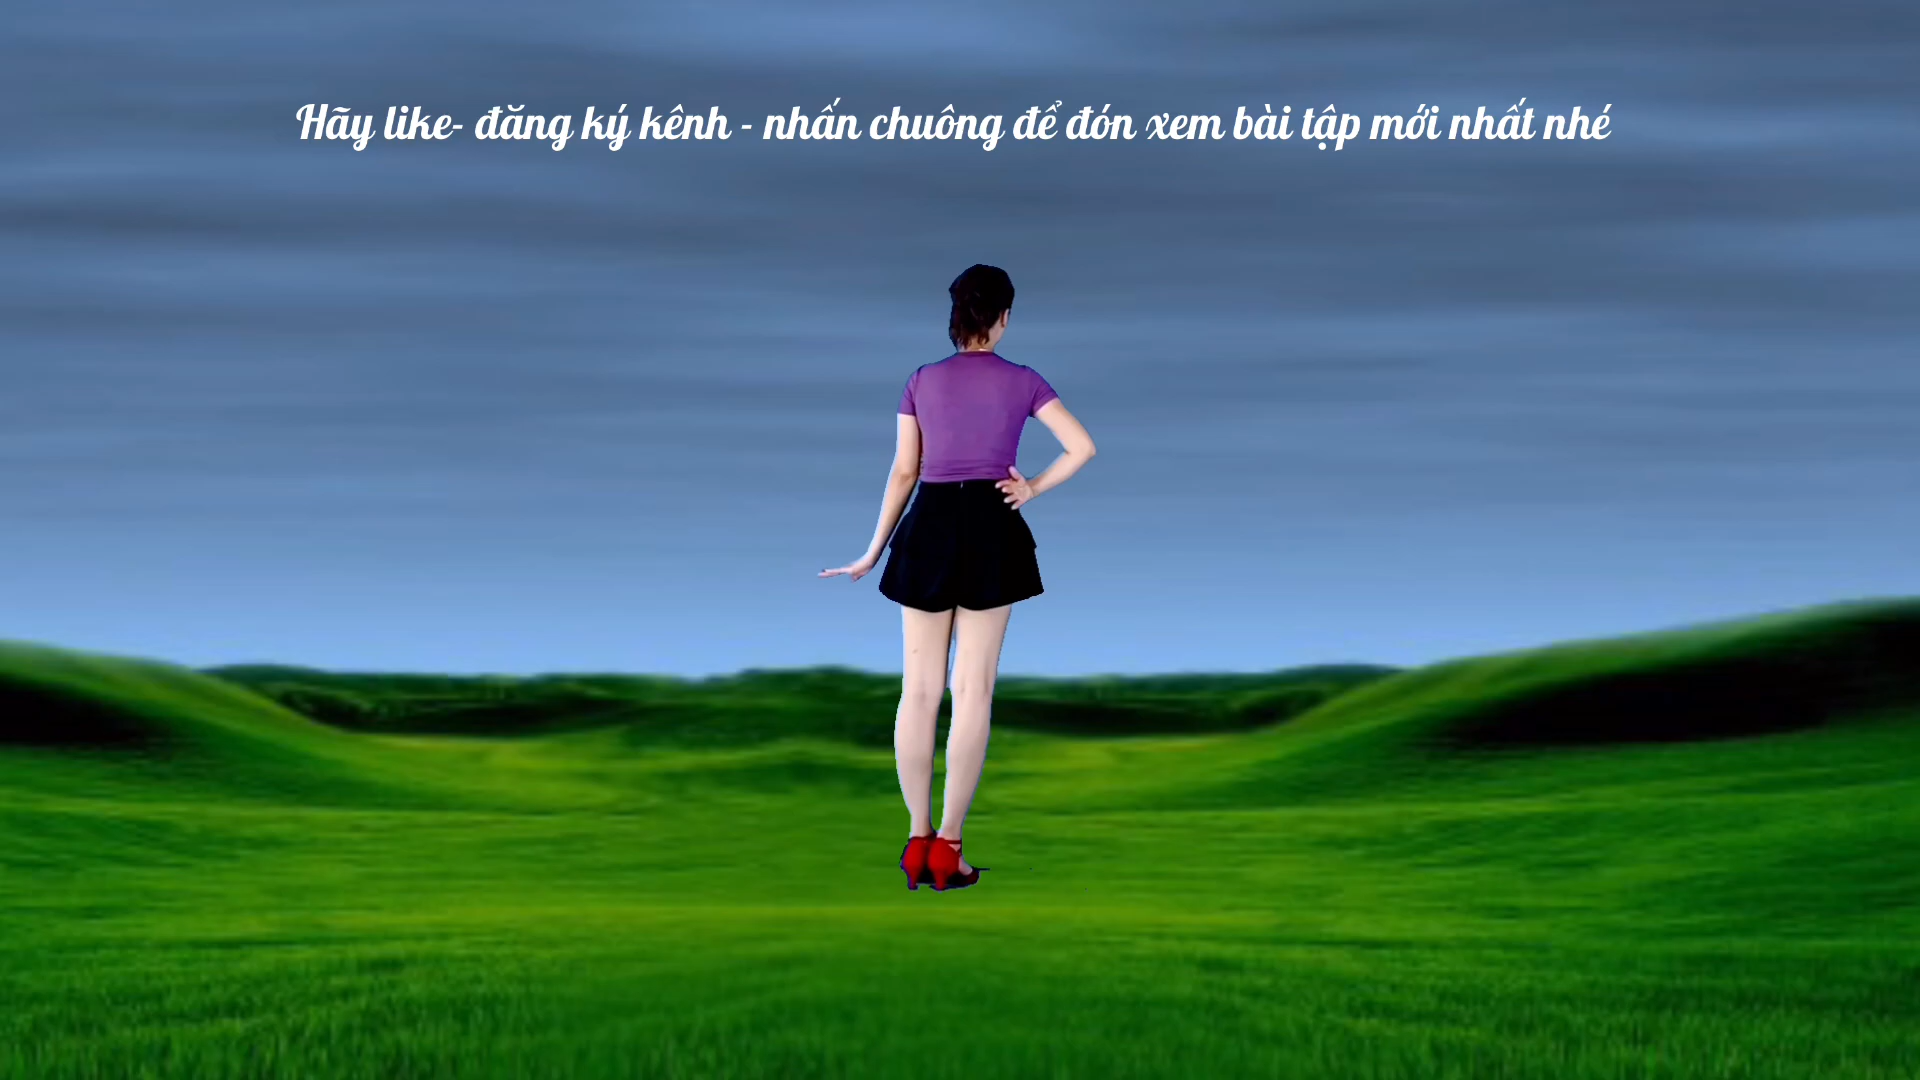 Hãy like- đăng ký kênh - nhấn chuông để đón xem bài tập mới nhất nhé